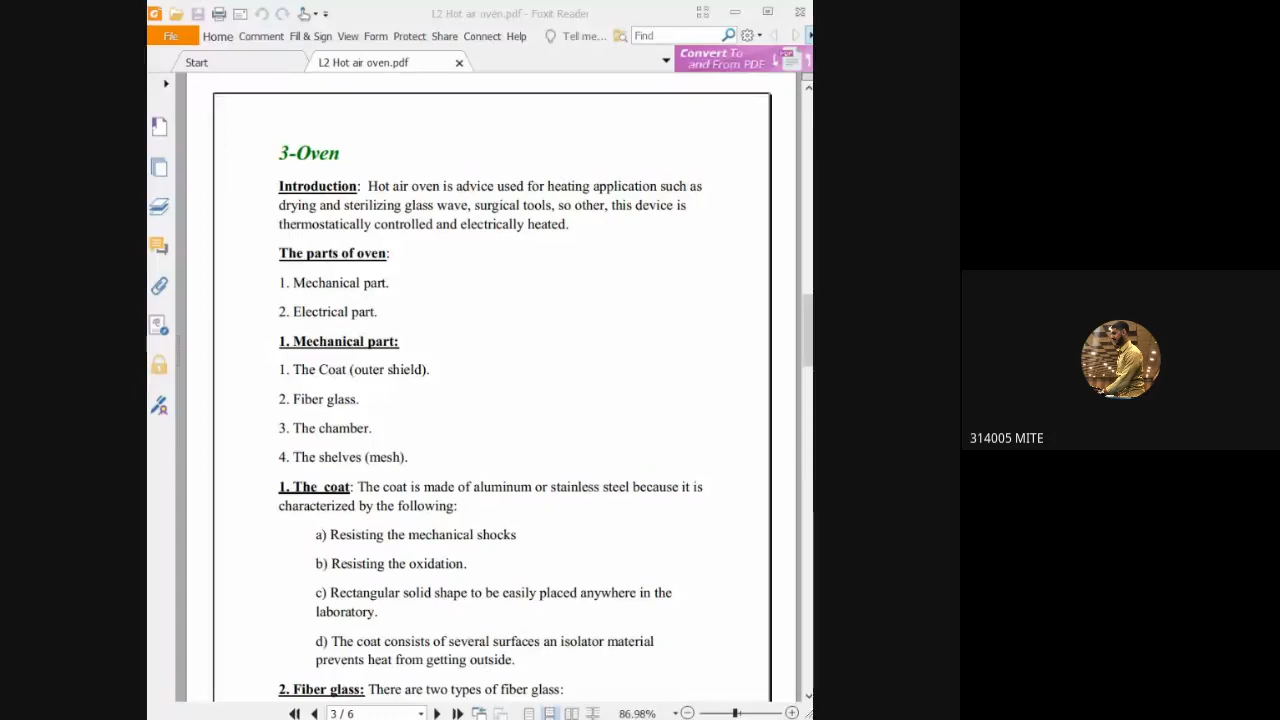 L2 Hot air oven.pdf - Foxit Reader
File Home Comment Fill & Sign View Form Protect Share Connect Help Tell me... Find
Start L2 Hot air oven.pdf Convert To and From PDF
3-Oven
Introduction: Hot air oven is advice used for heating application such as
drying and sterilizing glass wave, surgical tools, so other, this device is
thermostatically controlled and electrically heated.
The parts of oven:
1. Mechanical part.
2. Electrical part.
1. Mechanical part:
1. The Coat (outer shield).
2. Fiber glass.
3. The chamber.
4. The shelves (mesh).
1. The coat: The coat is made of aluminum or stainless steel because it is
characterized by the following:
a) Resisting the mechanical shocks
b) Resisting the oxidation.
c) Rectangular solid shape to be easily placed anywhere in the
laboratory.
d) The coat consists of several surfaces an isolator material
prevents heat from getting outside.
2. Fiber glass: There are two types of fiber glass:
3 / 6 86.98%
314005 MITE